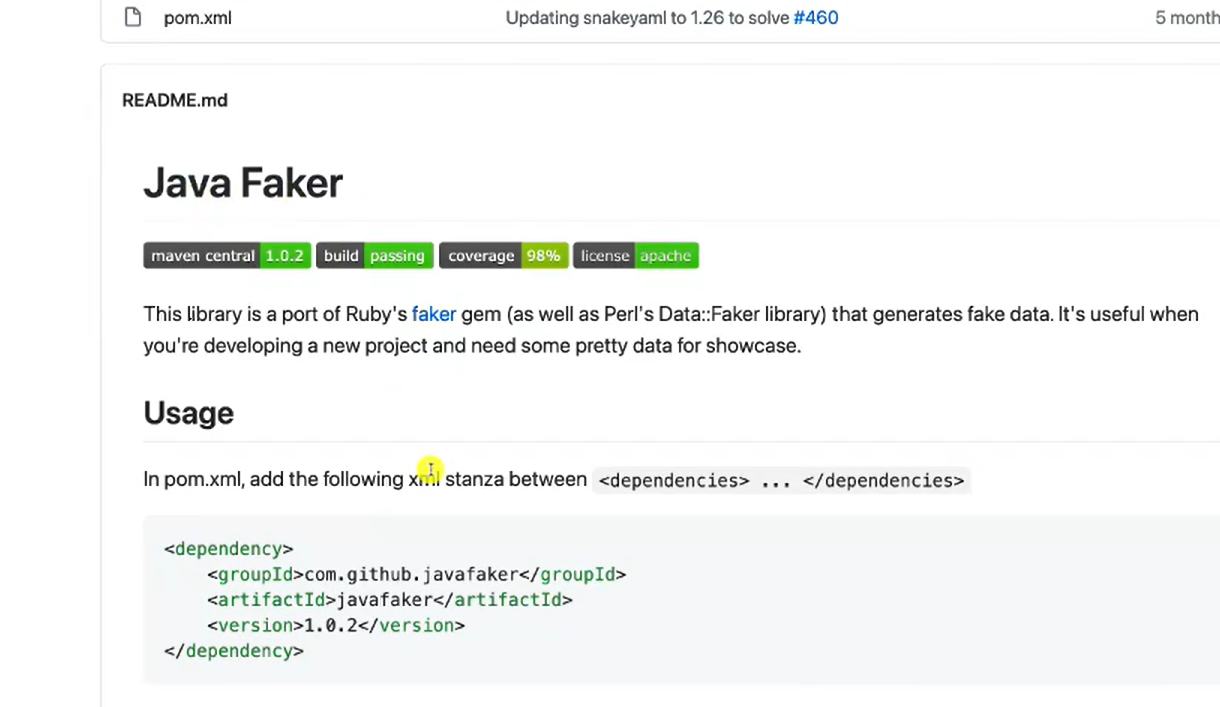 pom.xml Updating snakeyaml to 1.26 to solve #460 5 month
README.md
Java Faker
maven central 1.0.2 build passing coverage 98% license apache
This library is a port of Ruby's faker gem (as well as Perl's Data::Faker library) that generates fake data. It's useful when
you're developing a new project and need some pretty data for showcase.
Usage
In pom.xml, add the following xml stanza between <dependencies> ... </dependencies>
<dependency>
    <groupId>com.github.javafaker</groupId>
    <artifactId>javafaker</artifactId>
    <version>1.0.2</version>
</dependency>